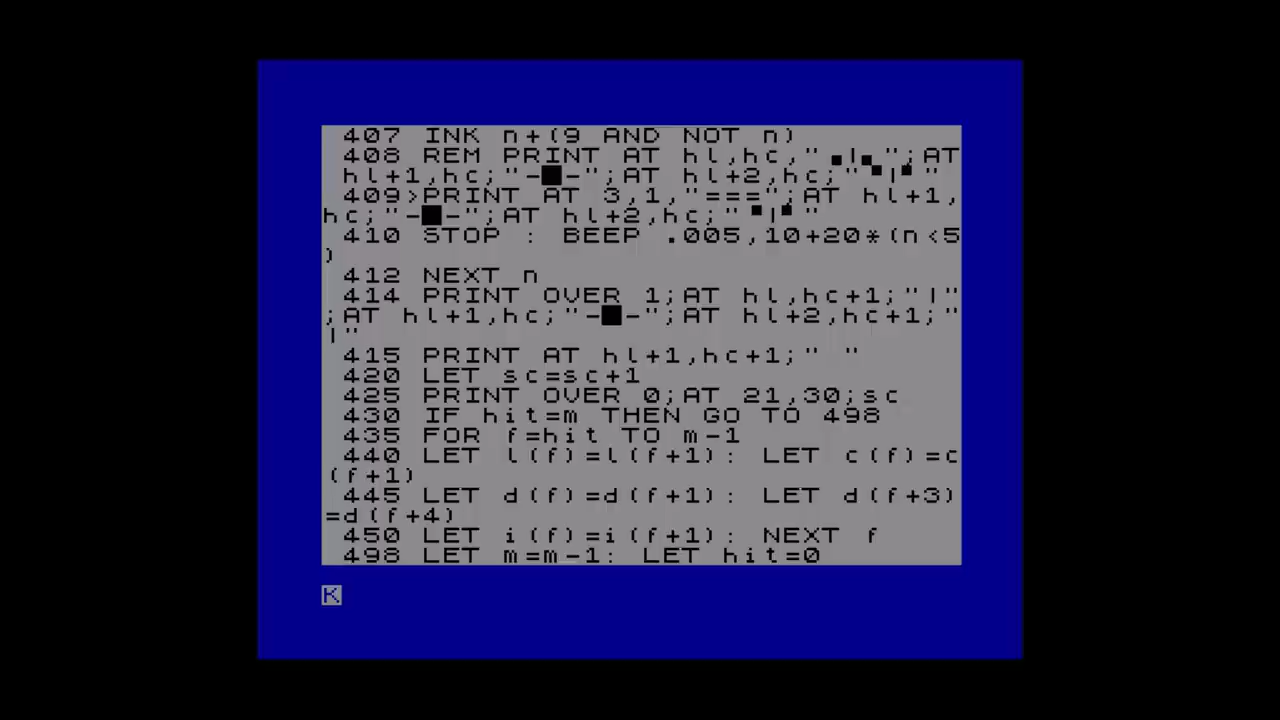 407 INK n+(9 AND NOT n)
408 REM PRINT AT hl,hc," ▖|▖";AT
hl+1,hc;"-█-";AT hl+2,hc;"▝|▘"
409>PRINT AT 3,1,"===";AT hl+1,
hc;"-█-";AT hl+2,hc;"▝|▘"
410 STOP : BEEP .005,10+20*(n<5
)
412 NEXT n
414 PRINT OVER 1;AT hl,hc+1;"|"
;AT hl+1,hc;"-█-";AT hl+2,hc+1;"
|"
415 PRINT AT hl+1,hc+1;" "
420 LET sc=sc+1
425 PRINT OVER 0;AT 21,30;sc
430 IF hit=m THEN GO TO 498
435 FOR f=hit TO m-1
440 LET l(f)=l(f+1): LET c(f)=c
(f+1)
445 LET d(f)=d(f+1): LET d(f+3)
=d(f+4)
450 LET i(f)=i(f+1): NEXT f
498 LET m=m-1: LET hit=0
K